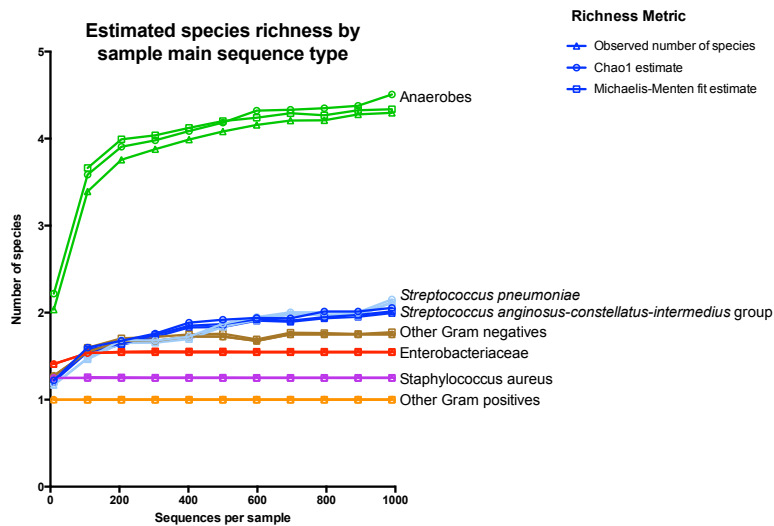 Estimated species richness by
sample main sequence type
Richness Metric
Observed number of species
Chao1 estimate
Michaelis-Menten fit estimate
Number of species
5
4
3
2
1
0
Anaerobes
Streptococcus pneumoniae
Streptococcus anginosus-constellatus-intermedius group
Other Gram negatives
Enterobacteriaceae
Staphylococcus aureus
Other Gram positives
0 200 400 600 800 1000
Sequences per sample